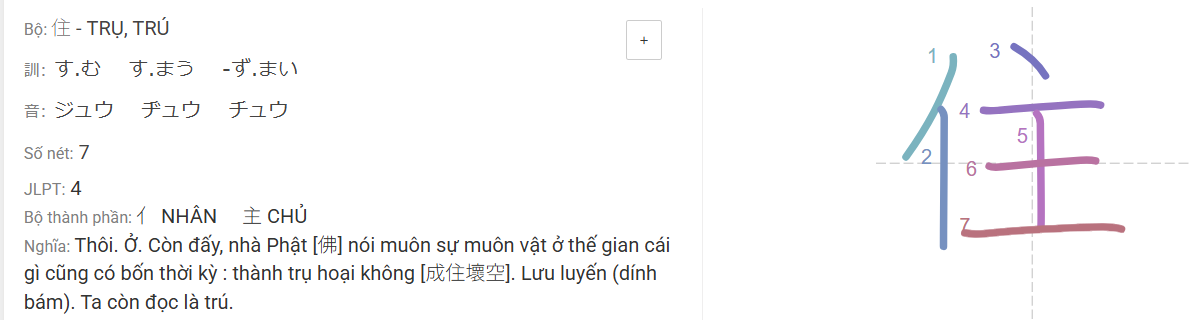 Bộ: 住 - TRỤ, TRÚ
+
訓: す.む す.まう -ず.まい
音: ジュウ ヂュウ チュウ
Số nét: 7
JLPT: 4
Bộ thành phần: 亻 NHÂN 主 CHỦ
Nghĩa: Thôi. Ở. Còn đấy, nhà Phật [佛] nói muôn sự muôn vật ở thế gian cái
gì cũng có bốn thời kỳ : thành trụ hoại không [成住壞空]. Lưu luyến (dính
bám). Ta còn đọc là trú.
住
1
2
3
4
5
6
7